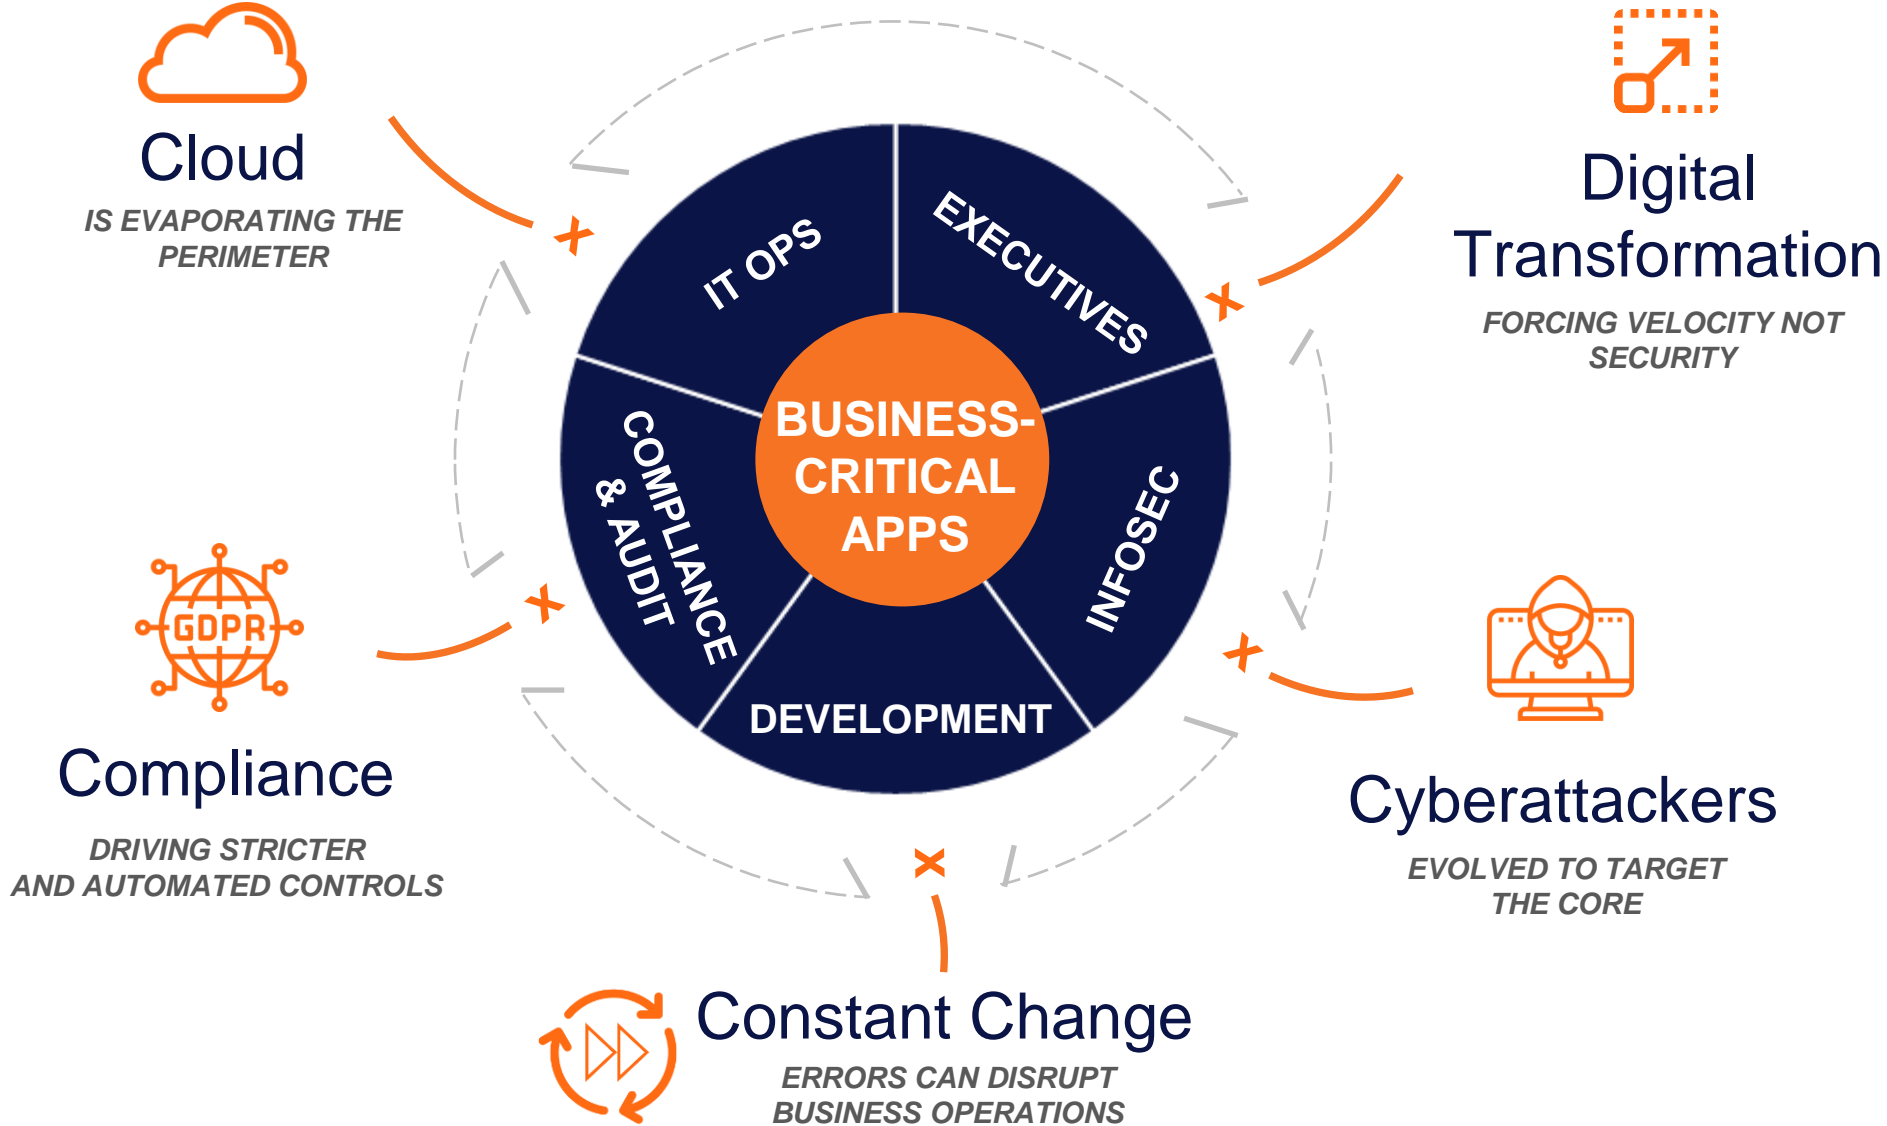 Cloud
IS EVAPORATING THE
PERIMETER
Digital
Transformation
FORCING VELOCITY NOT
SECURITY
IT OPS
EXECUTIVES
BUSINESS-
CRITICAL
APPS
COMPLIANCE
& AUDIT
INFOSEC
DEVELOPMENT
GDPR
Compliance
DRIVING STRICTER
AND AUTOMATED CONTROLS
Cyberattackers
EVOLVED TO TARGET
THE CORE
Constant Change
ERRORS CAN DISRUPT
BUSINESS OPERATIONS